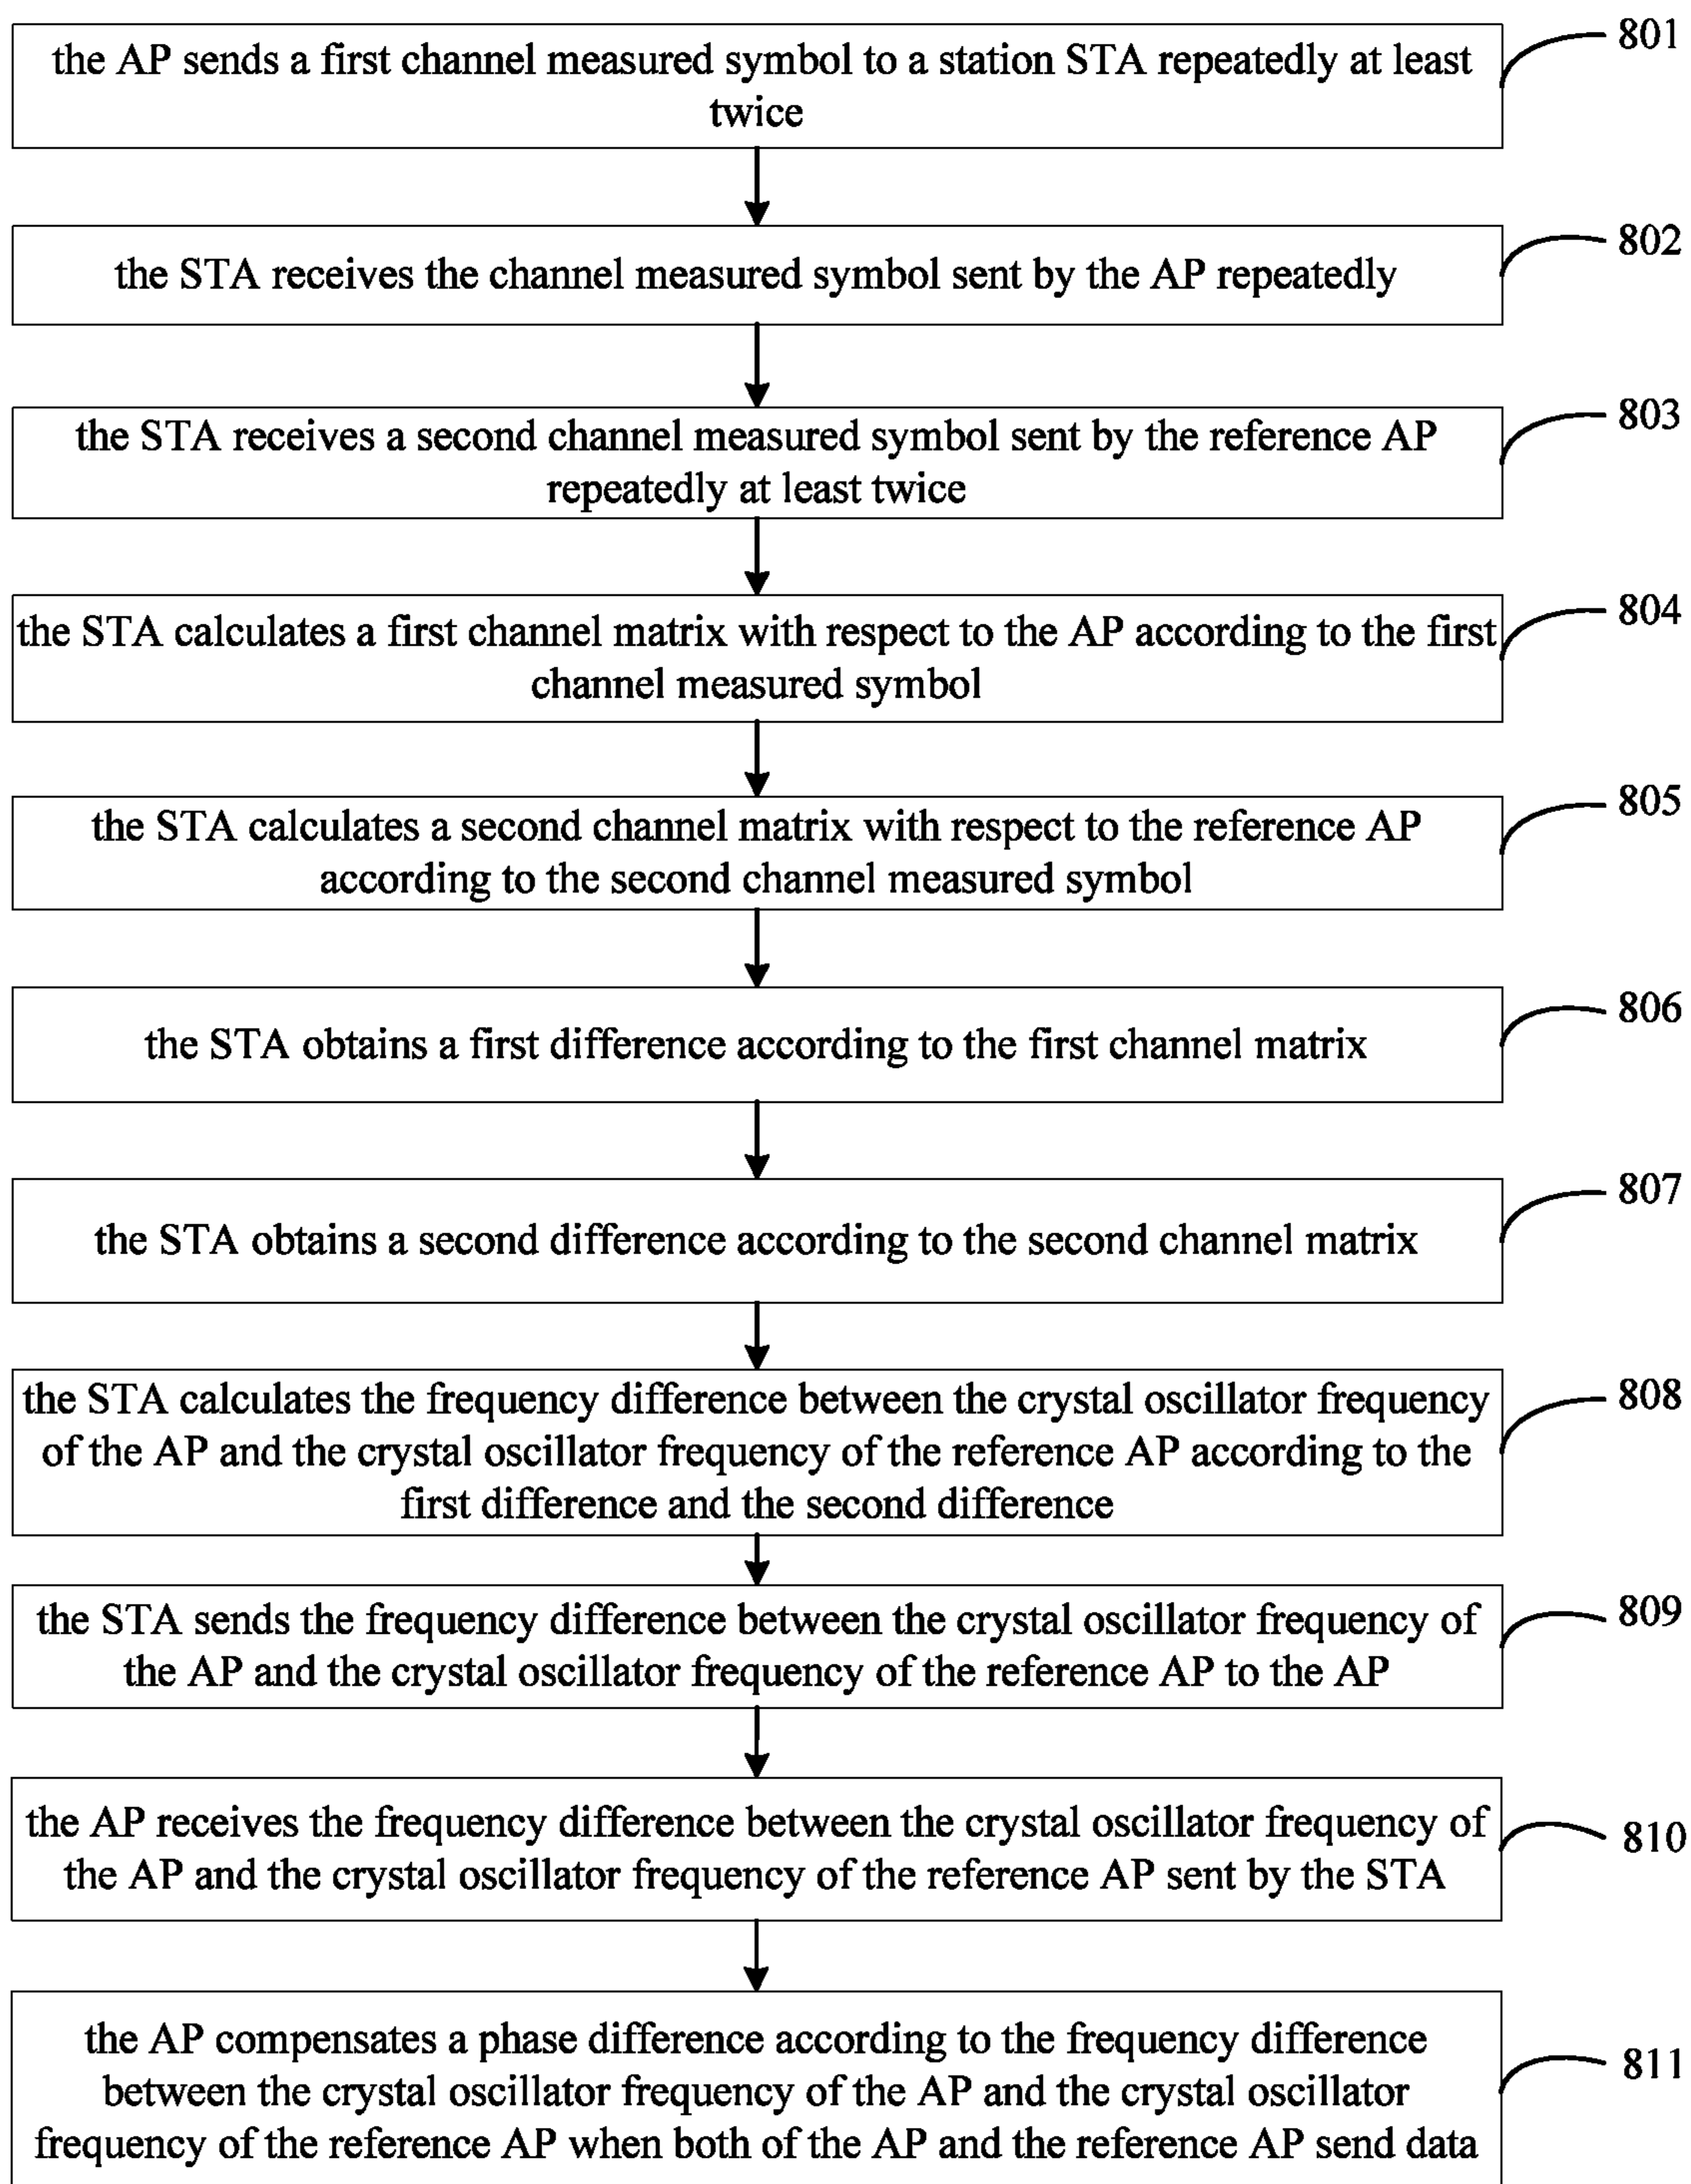 the AP sends a first channel measured symbol to a station STA repeatedly at least
twice
801
the STA receives the channel measured symbol sent by the AP repeatedly
802
the STA receives a second channel measured symbol sent by the reference AP
repeatedly at least twice
803
the STA calculates a first channel matrix with respect to the AP according to the first
channel measured symbol
804
the STA calculates a second channel matrix with respect to the reference AP
according to the second channel measured symbol
805
the STA obtains a first difference according to the first channel matrix
806
the STA obtains a second difference according to the second channel matrix
807
the STA calculates the frequency difference between the crystal oscillator frequency
of the AP and the crystal oscillator frequency of the reference AP according to the
first difference and the second difference
808
the STA sends the frequency difference between the crystal oscillator frequency of
the AP and the crystal oscillator frequency of the reference AP to the AP
809
the AP receives the frequency difference between the crystal oscillator frequency of
the AP and the crystal oscillator frequency of the reference AP sent by the STA
810
the AP compensates a phase difference according to the frequency difference
between the crystal oscillator frequency of the AP and the crystal oscillator
frequency of the reference AP when both of the AP and the reference AP send data
811